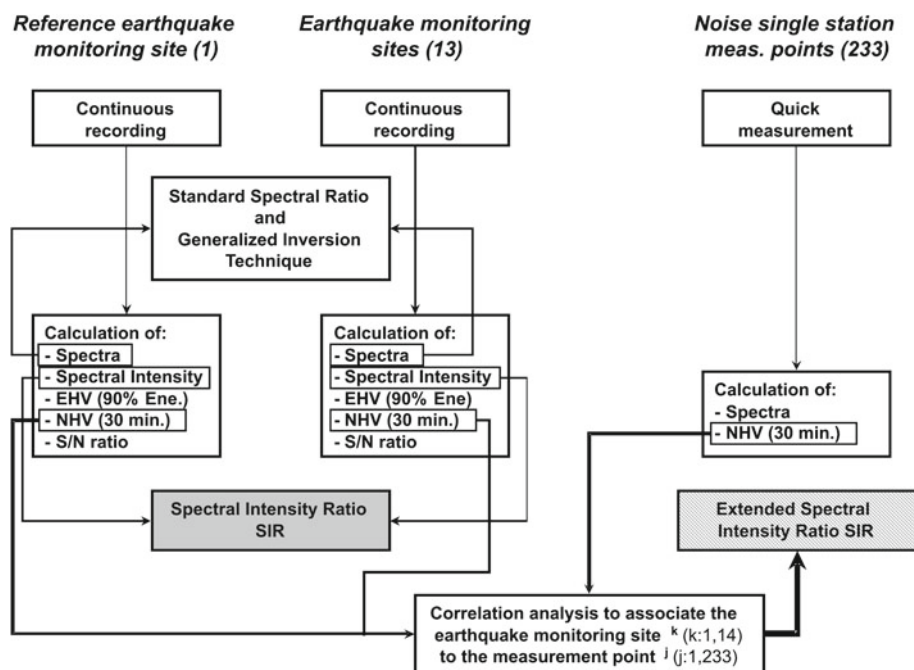 Reference earthquake
monitoring site (1)
Earthquake monitoring
sites (13)
Noise single station
meas. points (233)
Continuous
recording
Continuous
recording
Quick
measurement
Standard Spectral Ratio
and
Generalized Inversion
Technique
Calculation of:
- Spectra
- Spectral Intensity
- EHV (90% Ene.)
- NHV (30 min.)
- S/N ratio
Calculation of:
- Spectra
- Spectral Intensity
- EHV (90% Ene)
- NHV (30 min.)
- S/N ratio
Calculation of:
- Spectra
- NHV (30 min.)
Spectral Intensity Ratio
SIR
Extended Spectral
Intensity Ratio SIR
Correlation analysis to associate the
earthquake monitoring site k (k:1,14)
to the measurement point j (j:1,233)